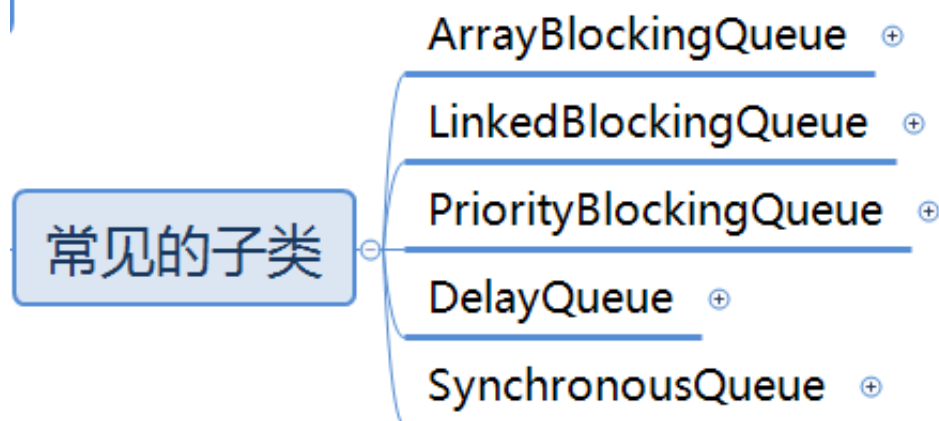 ArrayBlockingQueue
LinkedBlockingQueue
常见的子类
PriorityBlockingQueue
DelayQueue
SynchronousQueue